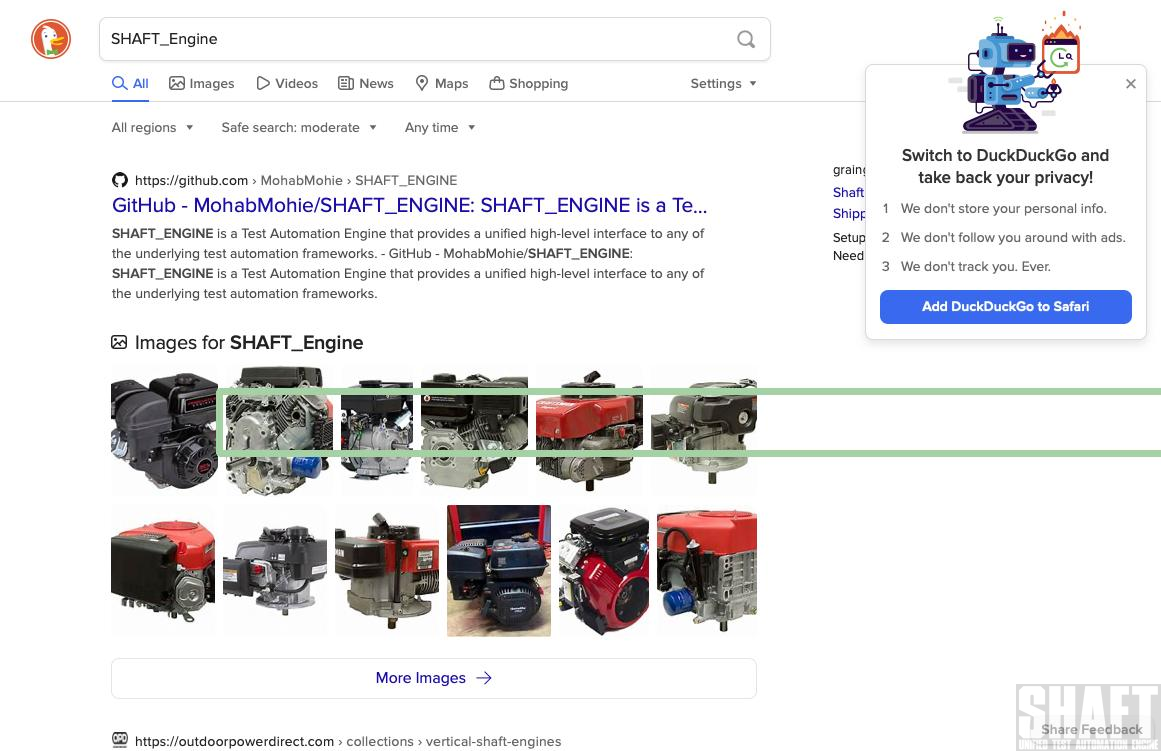 SHAFT_Engine
All
Images
Videos
News
Maps
Shopping
Settings
All regions
Safe search: moderate
Any time
https://github.com › MohabMohie › SHAFT_ENGINE
GitHub - MohabMohie/SHAFT_ENGINE: SHAFT_ENGINE is a Te...
SHAFT_ENGINE is a Test Automation Engine that provides a unified high-level interface to any of
the underlying test automation frameworks. - GitHub - MohabMohie/SHAFT_ENGINE:
SHAFT_ENGINE is a Test Automation Engine that provides a unified high-level interface to any of
the underlying test automation frameworks.
Images for SHAFT_Engine
More Images
https://outdoorpowerdirect.com › collections › vertical-shaft-engines
Shaft
Setup
Need
Switch to DuckDuckGo and
take back your privacy!
1 We don't store your personal info.
2 We don't follow you around with ads.
3 We don't track you. Ever.
Add DuckDuckGo to Safari
SHAFT
Share Feedback